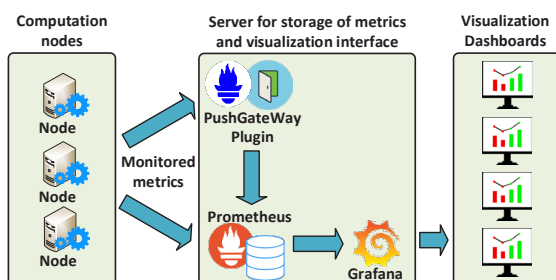 Computation
nodes
Server for storage of metrics
and visualization interface
Visualization
Dashboards
Node
Node
Node
Monitored
metrics
PushGateWay
Plugin
Prometheus
Grafana